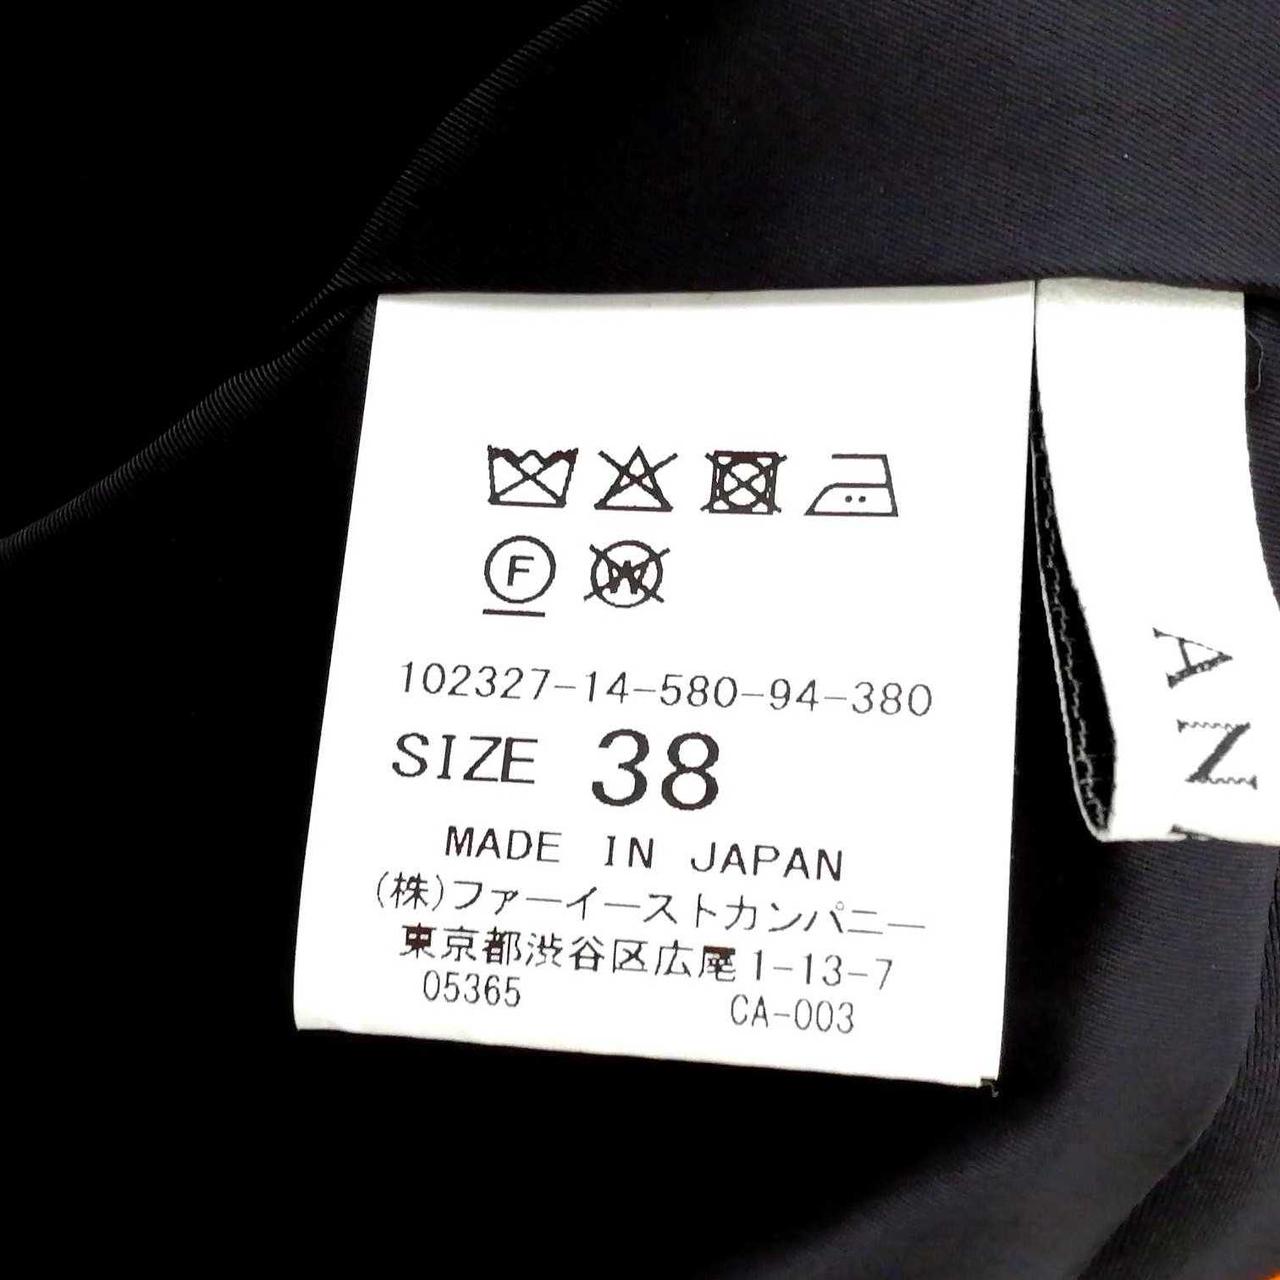 F W
102327-14-580-94-380
SIZE 38
MADE IN JAPAN
(株)ファーイーストカンパニー
東京都渋谷区広尾1-13-7
05365 CA-003
AN